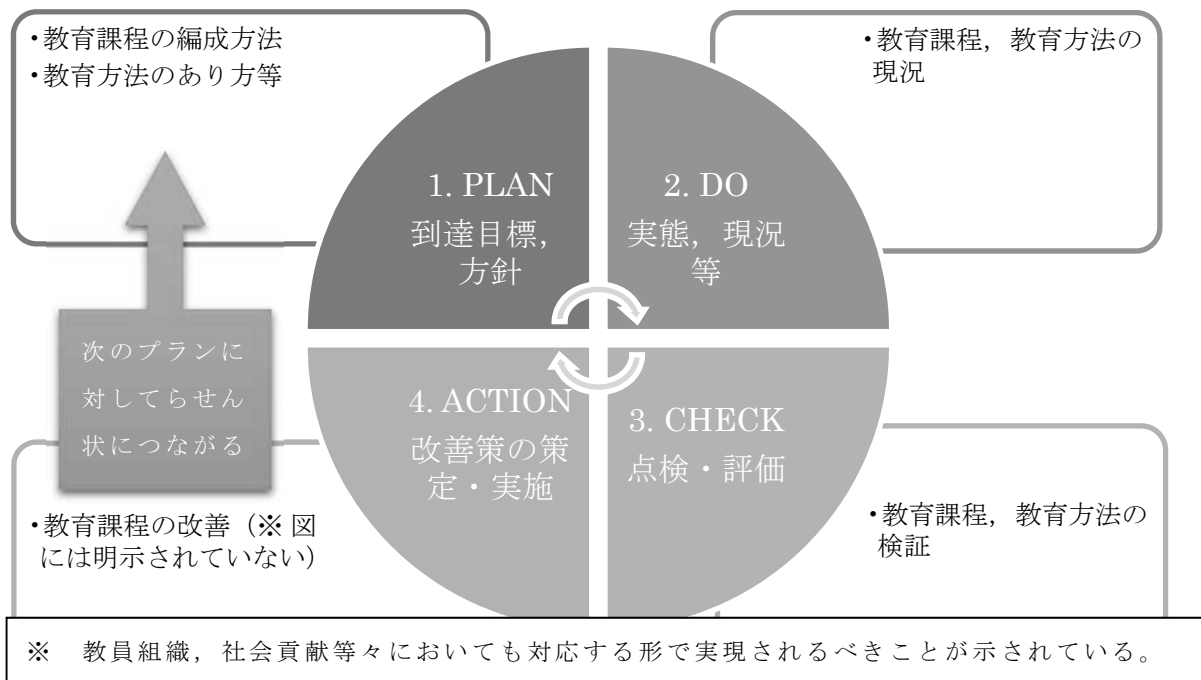 ・教育課程の編成方法
・教育方法のあり方等
・教育課程，教育方法の
現況
1. PLAN
到達目標，
方針
2. DO
実態，現況
等
次のプランに
対してらせん
状につながる
4. ACTION
改善策の策
定・実施
3. CHECK
点検・評価
・教育課程の改善（※ 図
には明示されていない）
・教育課程，教育方法の
検証
※　教員組織，社会貢献等々においても対応する形で実現されるべきことが示されている。